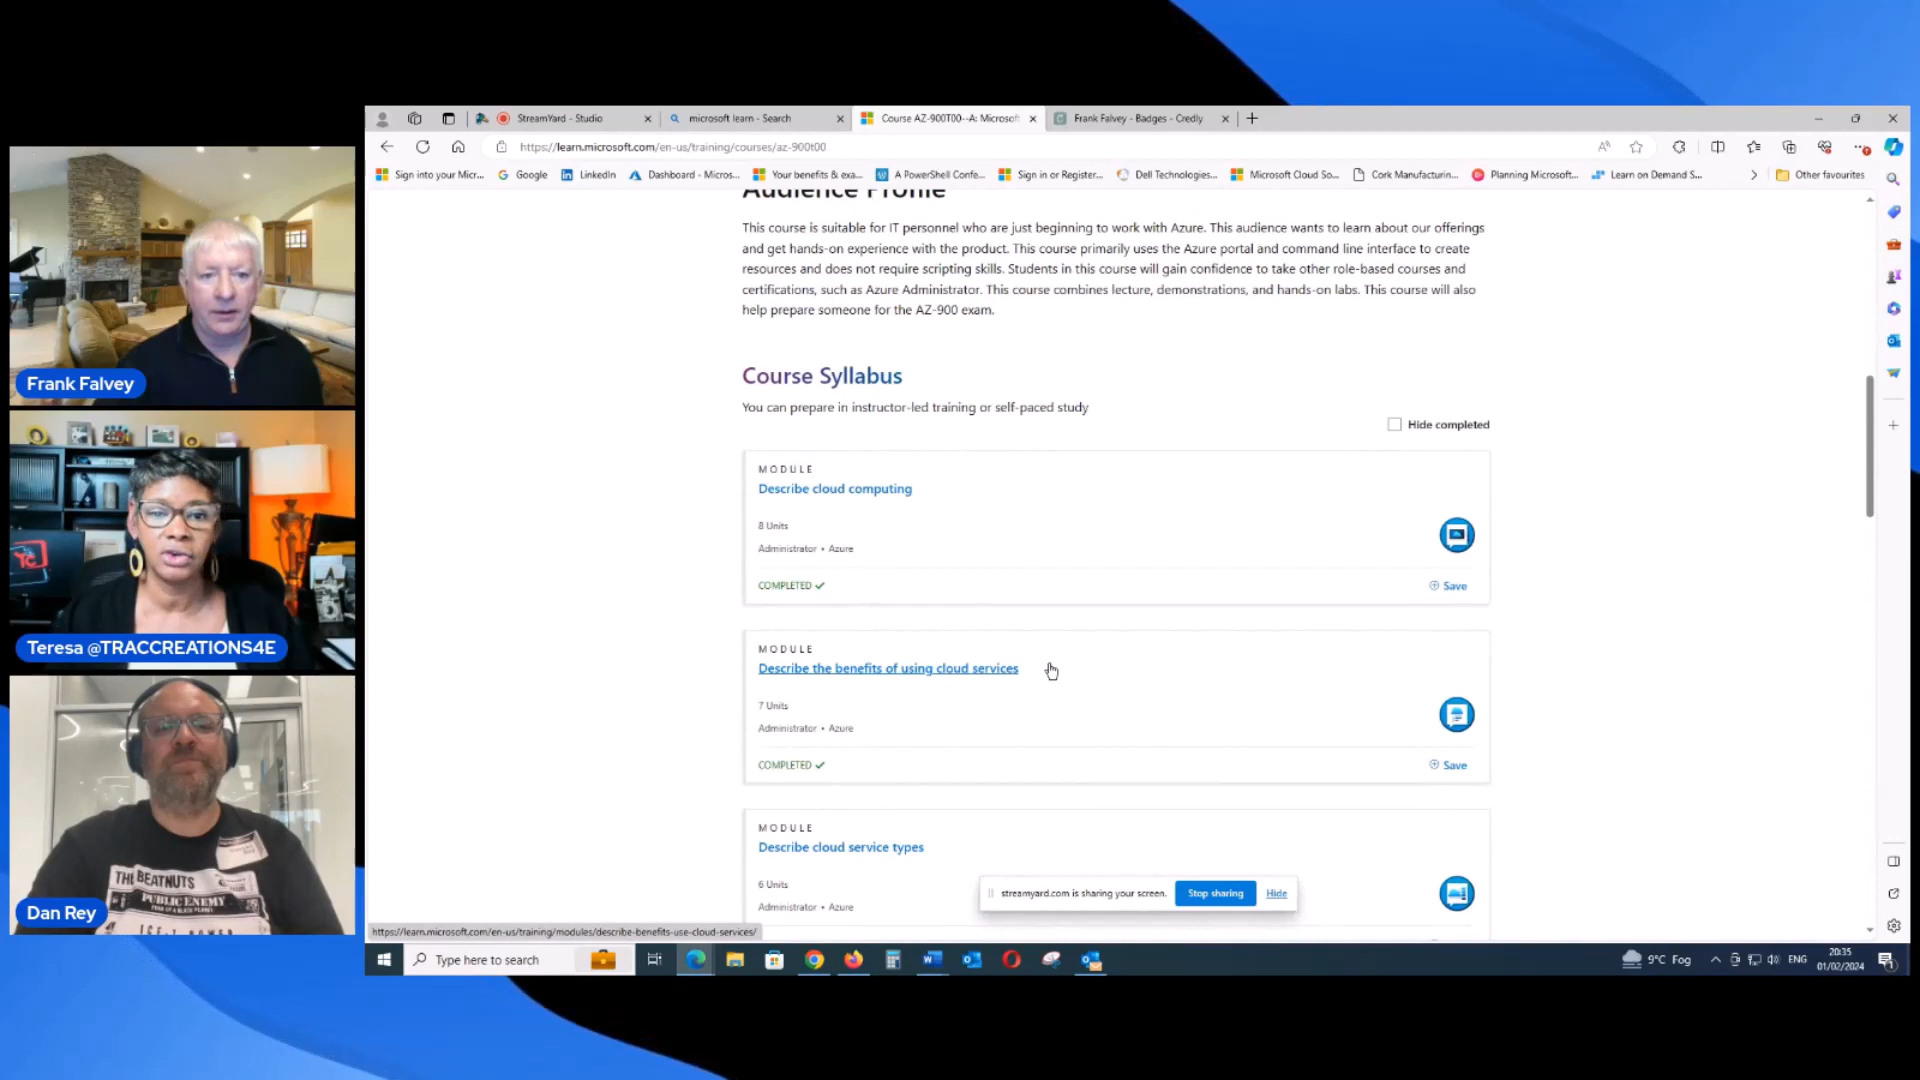 StreamYard - Studio
microsoft learn - Search
Course AZ-900T00--A: Microsof
Frank Falvey - Badges - Credly
https://learn.microsoft.com/en-us/training/courses/az-900t00
Sign into your Micr...
Google
LinkedIn
Dashboard - Micros...
Your benefits & exa...
A PowerShell Confe...
Sign in or Register...
Dell Technologies...
Microsoft Cloud So...
Cork Manufacturin...
Planning Microsoft...
Learn on Demand S...
Other favourites
Audience Profile
This course is suitable for IT personnel who are just beginning to work with Azure. This audience wants to learn about our offerings
and get hands-on experience with the product. This course primarily uses the Azure portal and command line interface to create
resources and does not require scripting skills. Students in this course will gain confidence to take other role-based courses and
certifications, such as Azure Administrator. This course combines lecture, demonstrations, and hands-on labs. This course will also
help prepare someone for the AZ-900 exam.
Course Syllabus
You can prepare in instructor-led training or self-paced study
Hide completed
MODULE
Describe cloud computing
8 Units
Administrator • Azure
COMPLETED ✓
Save
MODULE
Describe the benefits of using cloud services
7 Units
Administrator • Azure
COMPLETED ✓
Save
MODULE
Describe cloud service types
6 Units
Administrator • Azure
streamyard.com is sharing your screen.
Stop sharing
Hide
https://learn.microsoft.com/en-us/training/modules/describe-benefits-use-cloud-services/
Type here to search
9°C Fog
ENG
20:35
01/02/2024
Frank Falvey
TC
Teresa @TRACCREATIONS4E
THE BEATNUTS
PUBLIC ENEMY
ICE-T
Dan Rey